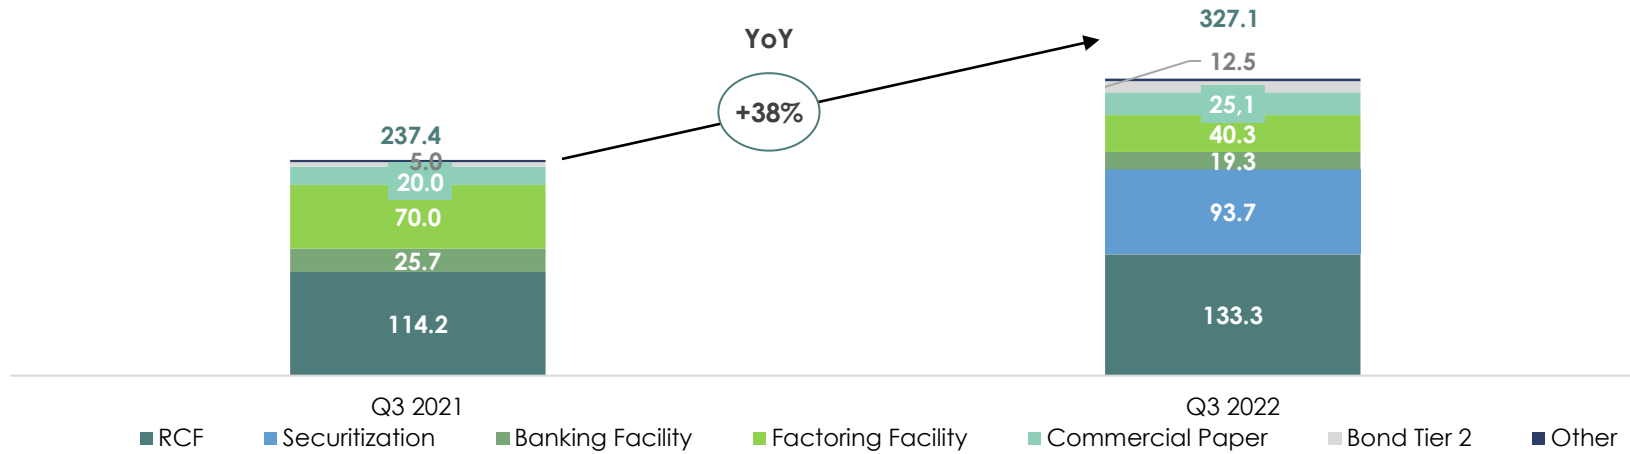 327.1
YoY
12.5
+38%
25,1
237.4
40.3
5.0
19.3
20.0
70.0
93.7
25.7
114.2
133.3
Q3 2021
Q3 2022
RCF
Securitization
Banking Facility
Factoring Facility
Commercial Paper
Bond Tier 2
Other